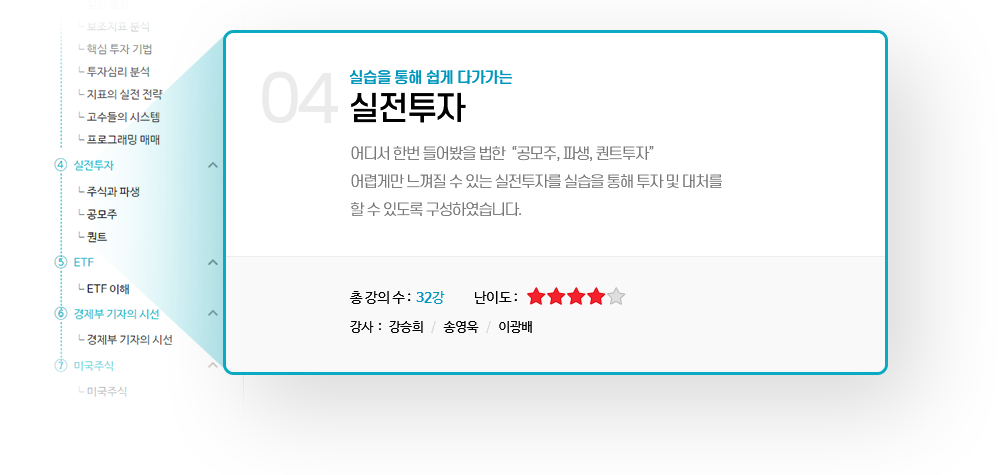 보조지표 분석
└ 핵심 투자 기법
└ 투자심리 분석
└ 지표의 실전 전략
└ 고수들의 시스템
└ 프로그래밍 매매
④ 실전투자
└ 주식과 파생
└ 공모주
└ 퀀트
⑤ ETF
└ ETF 이해
⑥ 경제부 기자의 시선
└ 경제부 기자의 시선
⑦ 미국주식
└ 미국주식
04
실습을 통해 쉽게 다가가는
실전투자
어디서 한번 들어봤을 법한 “공모주, 파생, 퀀트투자”
어렵게만 느껴질 수 있는 실전투자를 실습을 통해 투자 및 대처를
할 수 있도록 구성하였습니다.
총 강의 수 : 32강 난이도 :
강사 : 강승희 / 송영욱 / 이광배